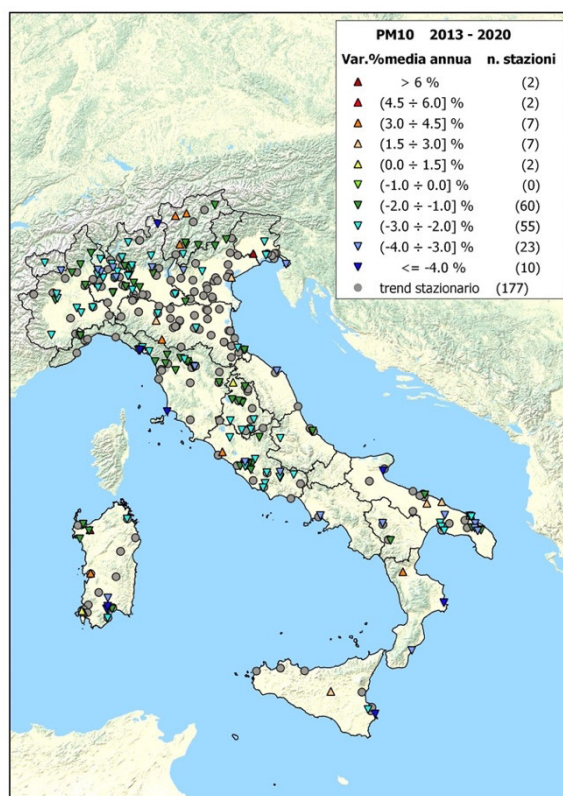 PM10 2013 - 2020
Var.%media annua n. stazioni
> 6 % (2)
(4.5 ÷ 6.0] % (2)
(3.0 ÷ 4.5] % (7)
(1.5 ÷ 3.0] % (7)
(0.0 ÷ 1.5] % (2)
(-1.0 ÷ 0.0] % (0)
(-2.0 ÷ -1.0] % (60)
(-3.0 ÷ -2.0] % (55)
(-4.0 ÷ -3.0] % (23)
<= -4.0 % (10)
trend stazionario (177)